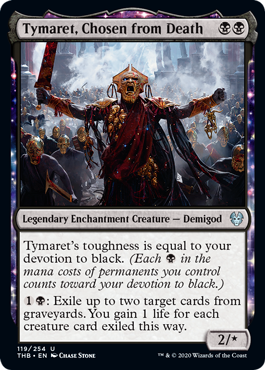 Tymaret, Chosen from Death
Legendary Enchantment Creature — Demigod
Tymaret's toughness is equal to your
devotion to black. (Each in the
mana costs of permanents you control
counts toward your devotion to black.)
1 : Exile up to two target cards from
graveyards. You gain 1 life for each
creature card exiled this way.
2/*
119/254 U
THB • EN Chase Stone
™ & © 2020 Wizards of the Coast